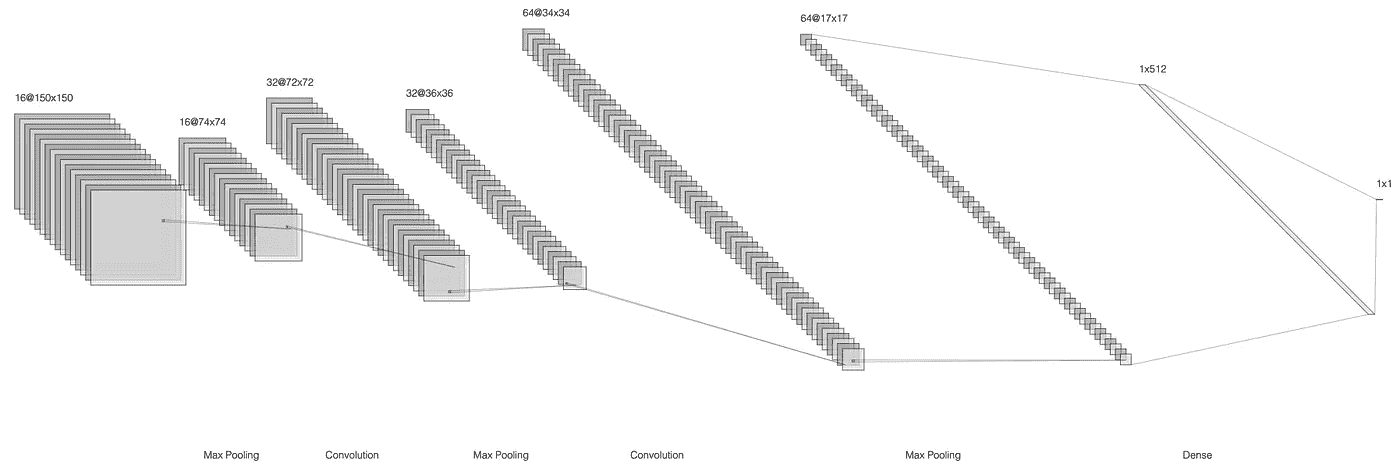 16@150x150
16@74x74
32@72x72
32@36x36
64@34x34
64@17x17
1x512
1x1
Max Pooling
Convolution
Max Pooling
Convolution
Max Pooling
Dense